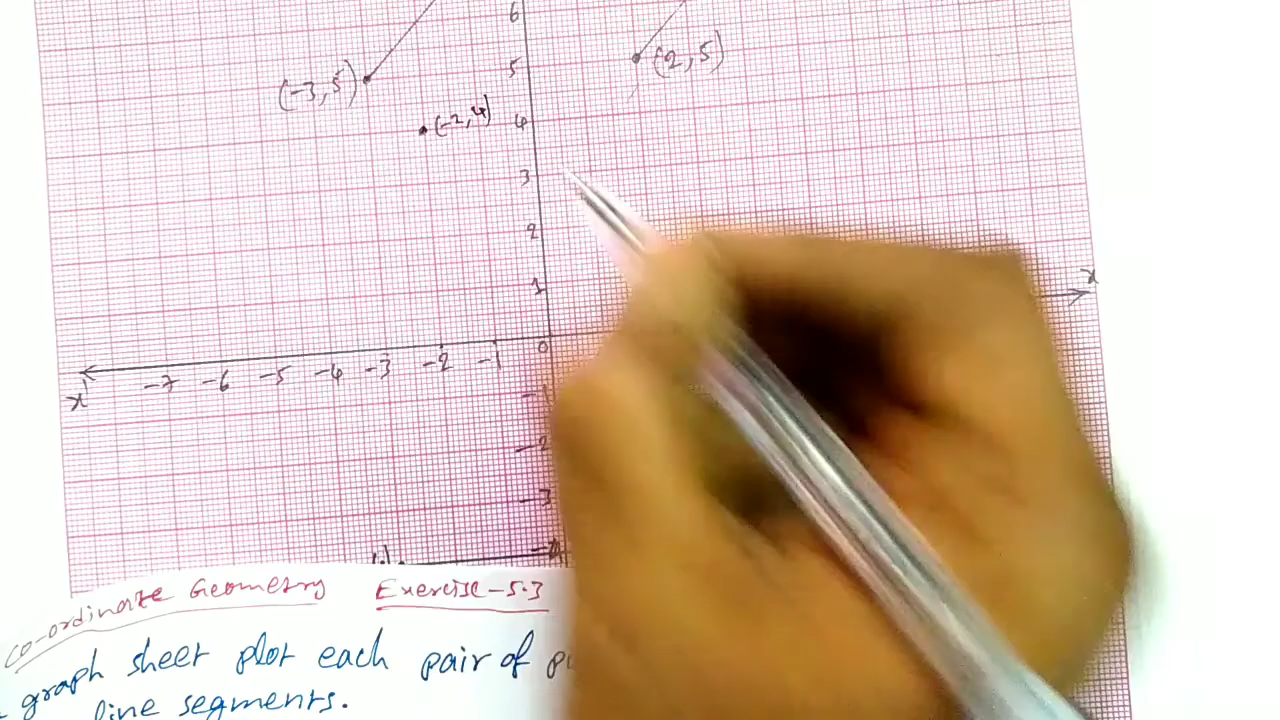 6
(-3,5) 5 (2,5)
(-2,4) 4
3
2
1
x
x' -7 -6 -5 -4 -3 -2 -1 0
-1
-2
-3
Co-ordinate Geometry Exercise-5.3
graph sheet plot each pair of
line segments.